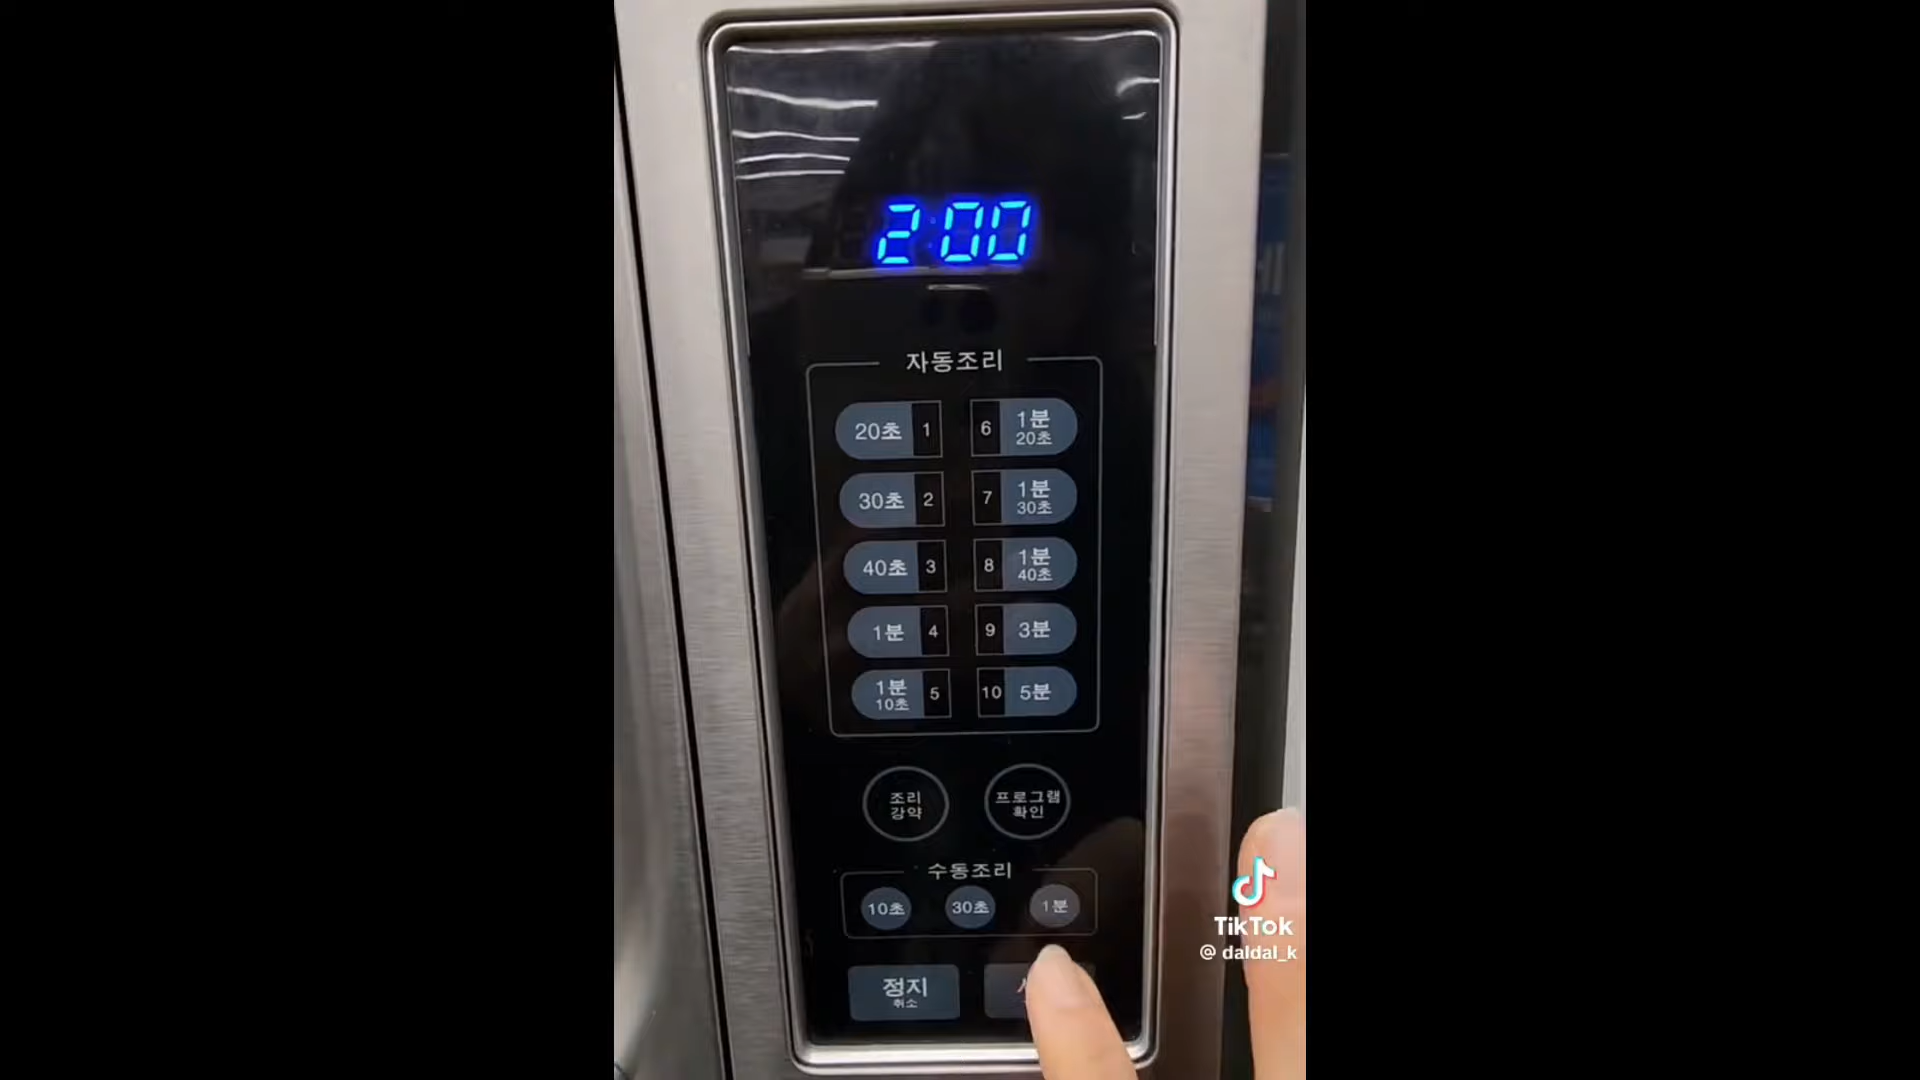 2:00
자동조리
20초 1
6 1분
20초
30초 2
7 1분
30초
40초 3
8 1분
40초
1분 4
9 3분
1분
10초 5
10 5분
조리
강약
프로그램
확인
수동조리
10초 30초 1분
정지
취소
TikTok
@ daldal_k